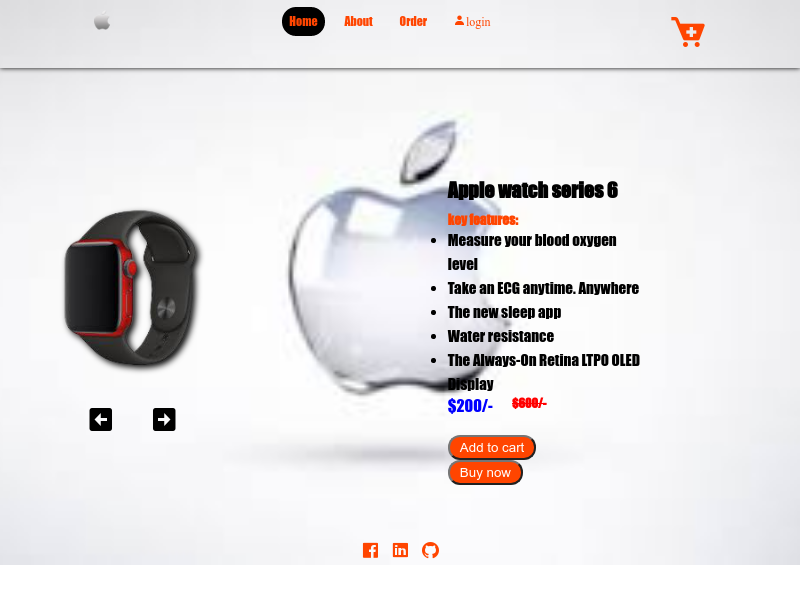 Home About Order login
Apple watch series 6
key features:
Measure your blood oxygen
level
Take an ECG anytime. Anywhere
The new sleep app
Water resistance
The Always-On Retina LTPO OLED
Display
$200/- $600/-
Add to cart
Buy now